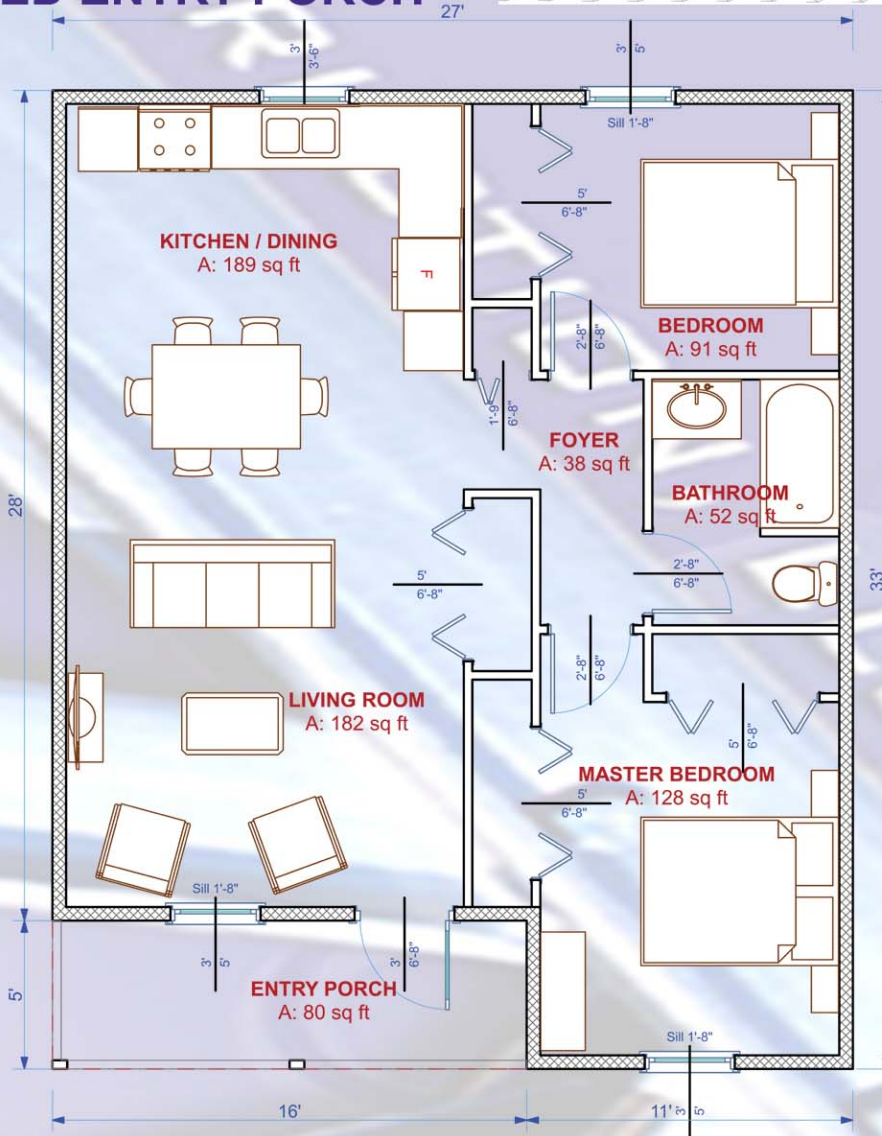 ED ENTRY PORCH
27'
3'
3'-6"
3'
5'
Sill 1'-8"
5'
6'-8"
KITCHEN / DINING
A: 189 sq ft
F
BEDROOM
A: 91 sq ft
2'-8"
6'-8"
1'-9"
6'-8"
FOYER
A: 38 sq ft
BATHROOM
A: 52 sq ft
28'
33'
5'
6'-8"
2'-8"
6'-8"
2'-8"
6'-8"
LIVING ROOM
A: 182 sq ft
5'
6'-8"
MASTER BEDROOM
A: 128 sq ft
5'
6'-8"
Sill 1'-8"
3'
5'
3'
6'-8"
ENTRY PORCH
A: 80 sq ft
5'
Sill 1'-8"
3'
5'
16'
11'